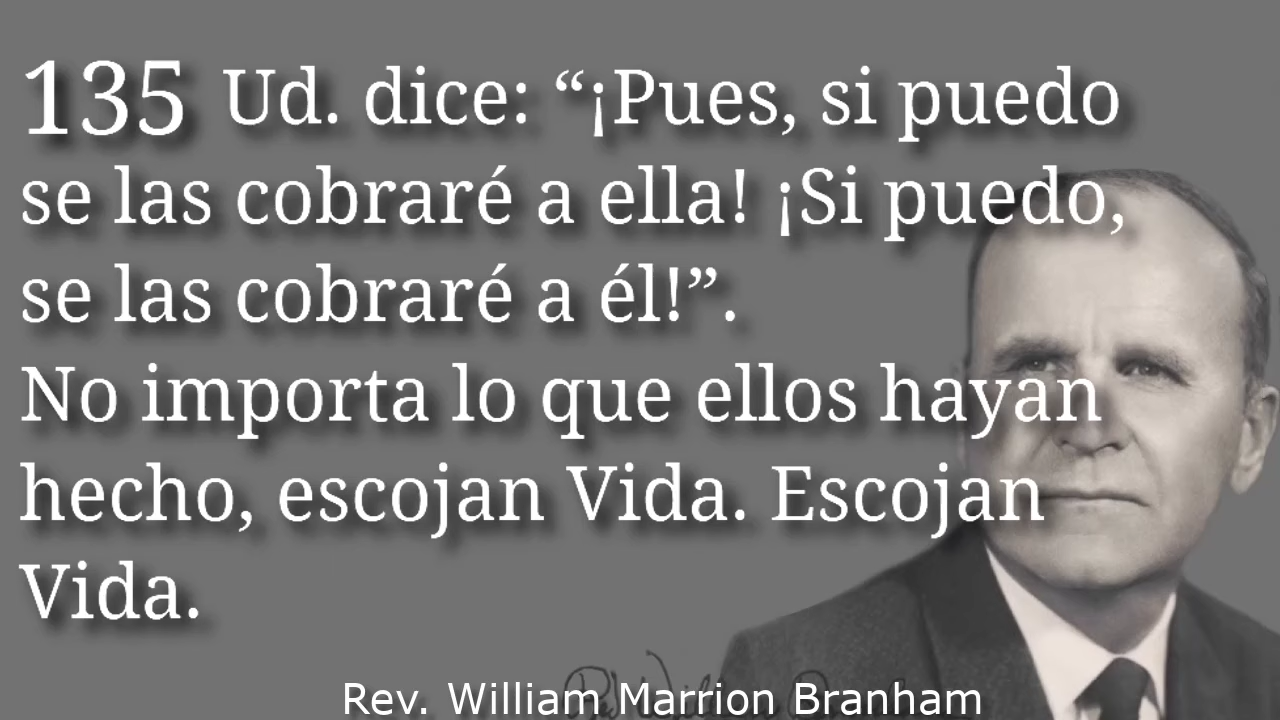 135 Ud. dice: “¡Pues, si puedo
se las cobraré a ella! ¡Si puedo,
se las cobraré a él!”.
No importa lo que ellos hayan
hecho, escojan Vida. Escojan
Vida.
Rev. William Marrion Branham